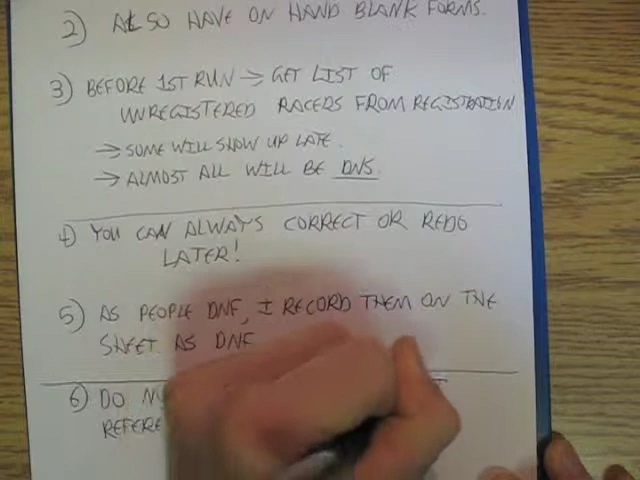 2) ALSO HAVE ON HAND BLANK FORMS.
3) BEFORE 1ST RUN → GET LIST OF
UNREGISTERED RACERS FROM REGISTRATION
→ SOME WILL SHOW UP LATE.
→ ALMOST ALL WILL BE DNS.
4) YOU CAN ALWAYS CORRECT OR REDO
LATER!
5) AS PEOPLE DNF, I RECORD THEM ON THE
SHEET AS DNF
6) DO